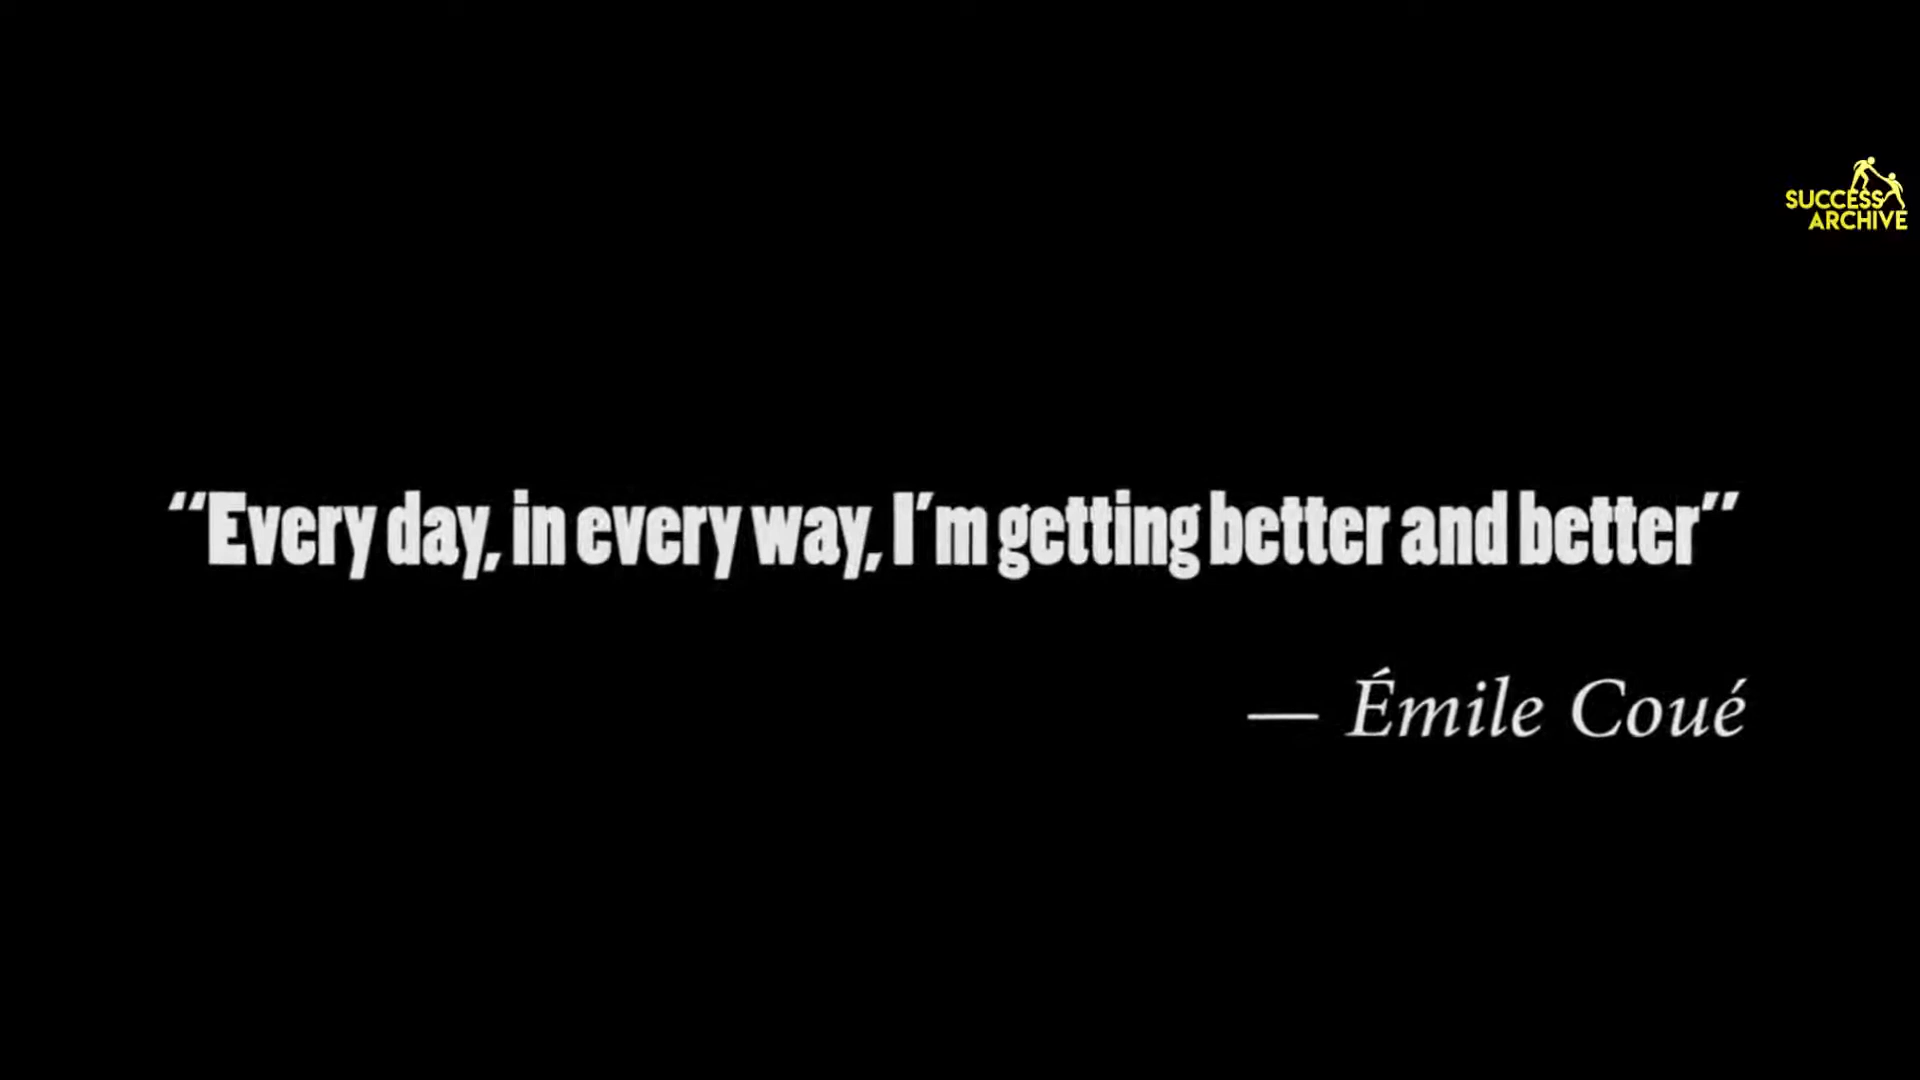 SUCCESS
ARCHIVE
“Every day, in every way, I’m getting better and better”
— Émile Coué